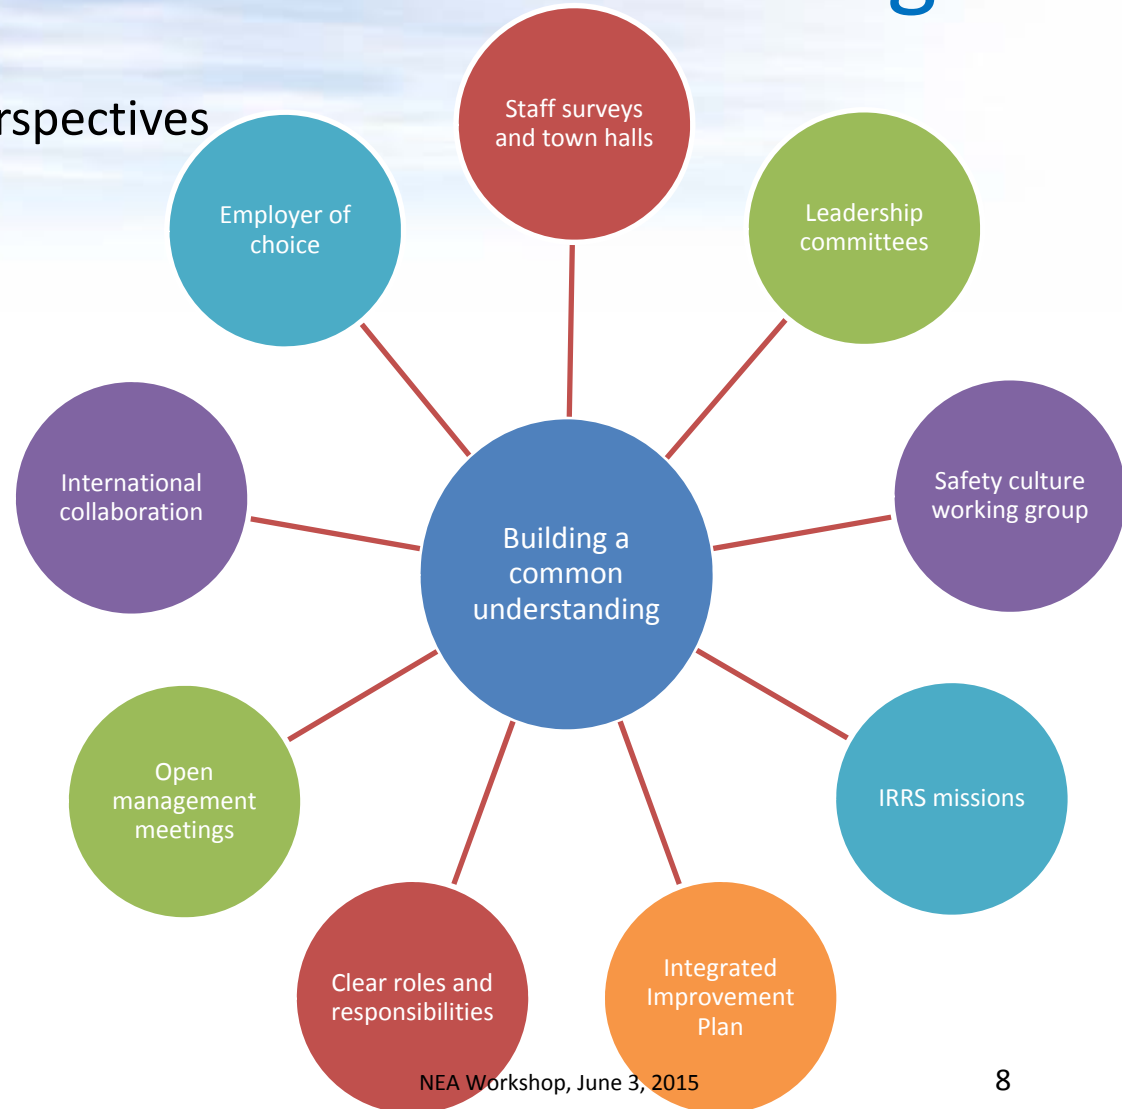 g
rspectives
Staff surveys
and town halls
Leadership
committees
Safety culture
working group
IRRS missions
Integrated
Improvement
Plan
Clear roles and
responsibilities
Open
management
meetings
International
collaboration
Employer of
choice
Building a
common
understanding
NEA Workshop, June 3, 2015
8